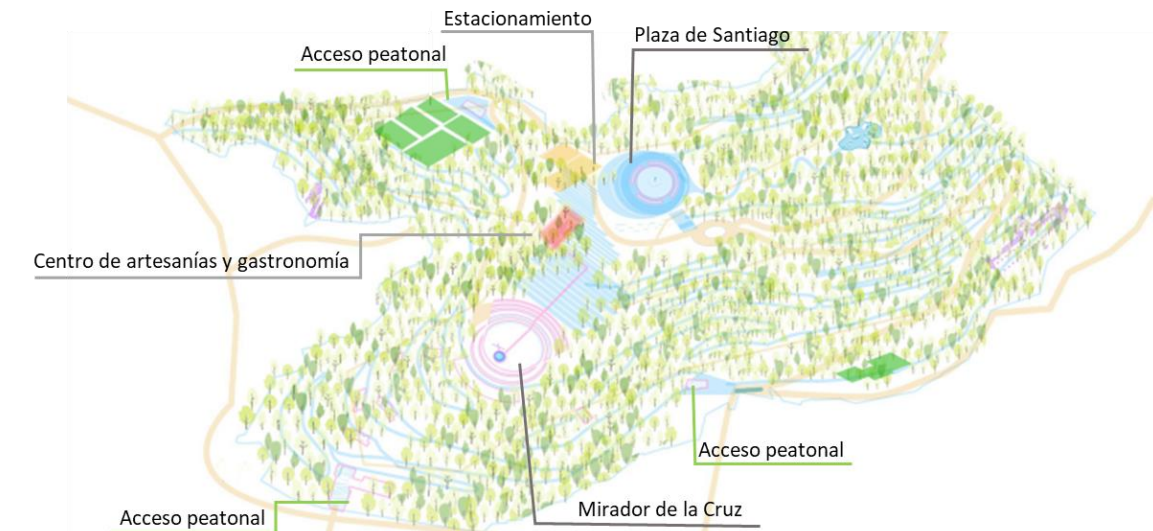 Estacionamiento
Plaza de Santiago
Acceso peatonal
Centro de artesanías y gastronomía
Acceso peatonal
Mirador de la Cruz
Acceso peatonal